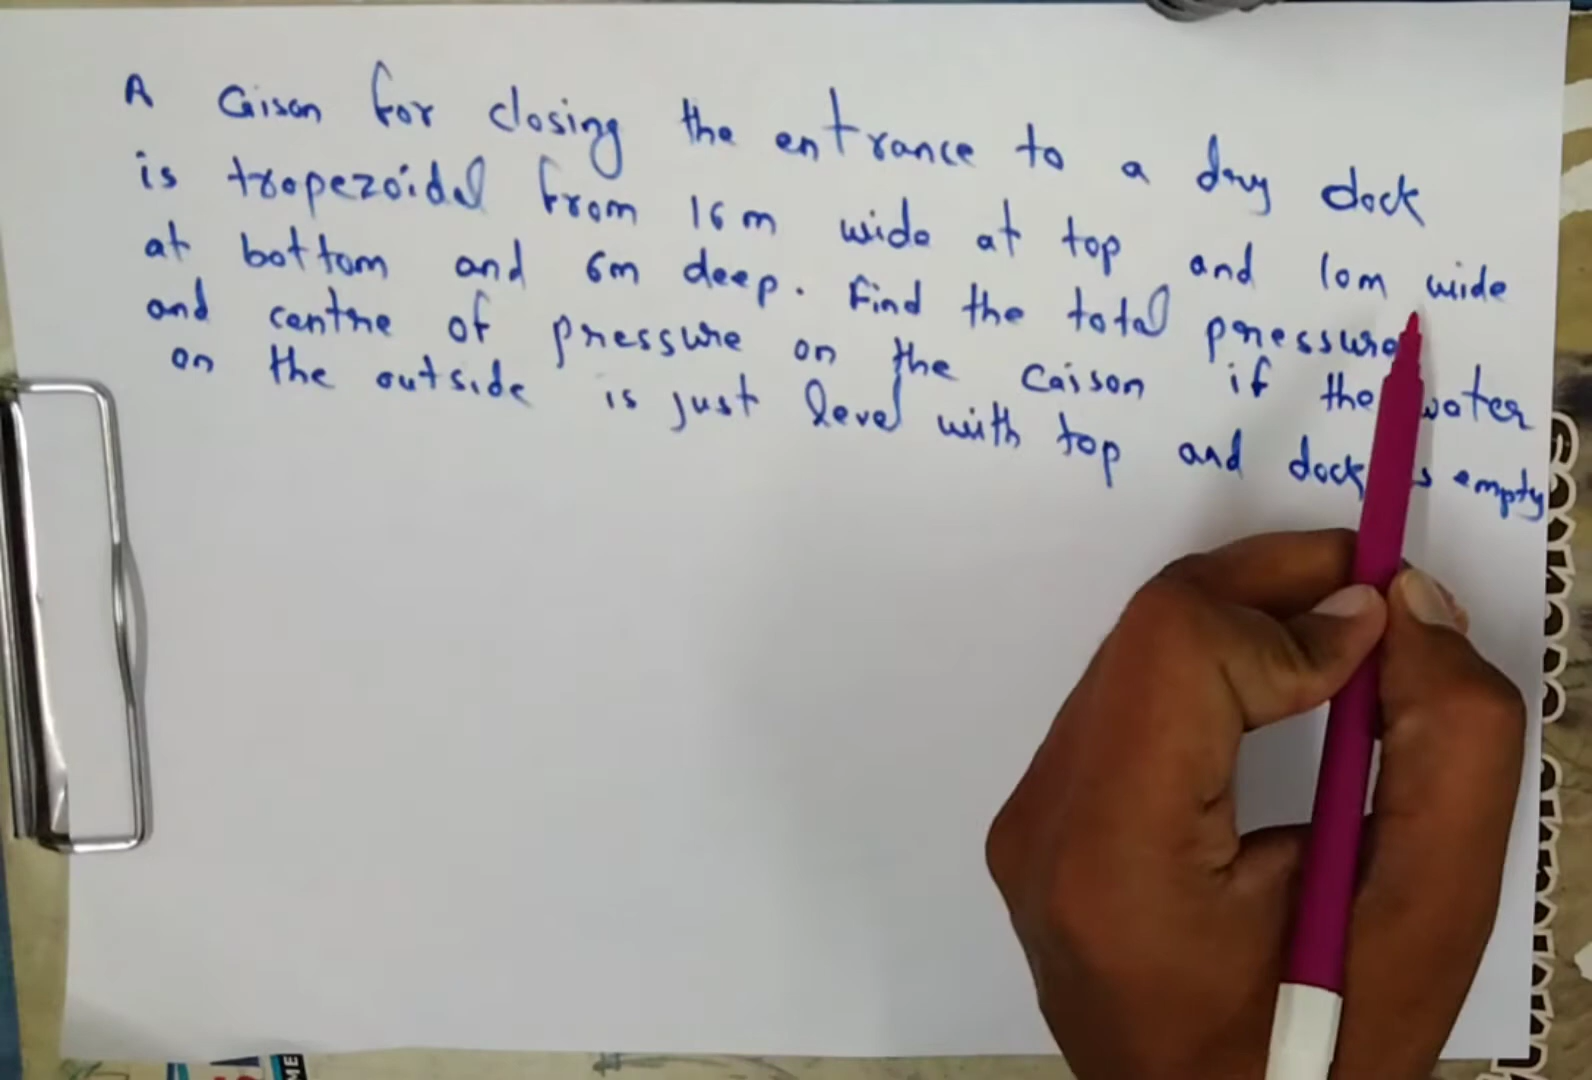 A Caison for closing the entrance to a dry dock
is tropezoidal from 16m wide at top and 10m wide
at bottom and 6m deep. Find the total pressure
and centre of pressure on the caison if the water
on the outside is just level with top and dock is empty